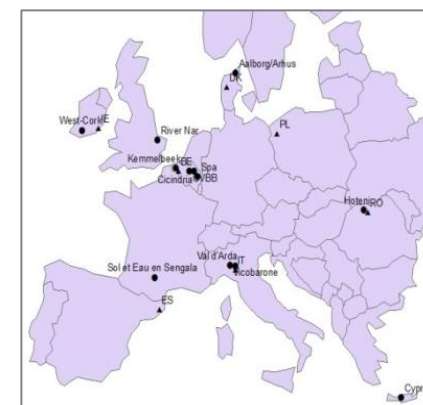 Aalborg/Arhus
DK
West-Cork
IE
River Nar
PL
Kemmelbeek
BE
Spa
Cicindria
VBB
Hoteni
RO
Val d'Arda
IT
Ticobarone
Sol et Eau en Sengala
ES
Cypr